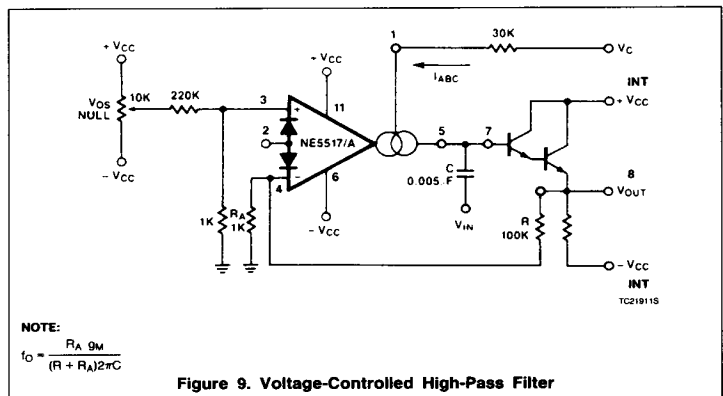 1
30K
VC
IABC
INT
+ VCC
+ VCC
+ VCC
VOS
NULL
10K
220K
3
+
11
2
NE5517/A
5
7
4
−
6
C
0.005 F
VIN
8
VOUT
R
100K
− VCC
1K
RA
1K
− VCC
− VCC
INT
TC21911S
NOTE:
fO = RA gM
(R + RA)2πC
Figure 9. Voltage-Controlled High-Pass Filter